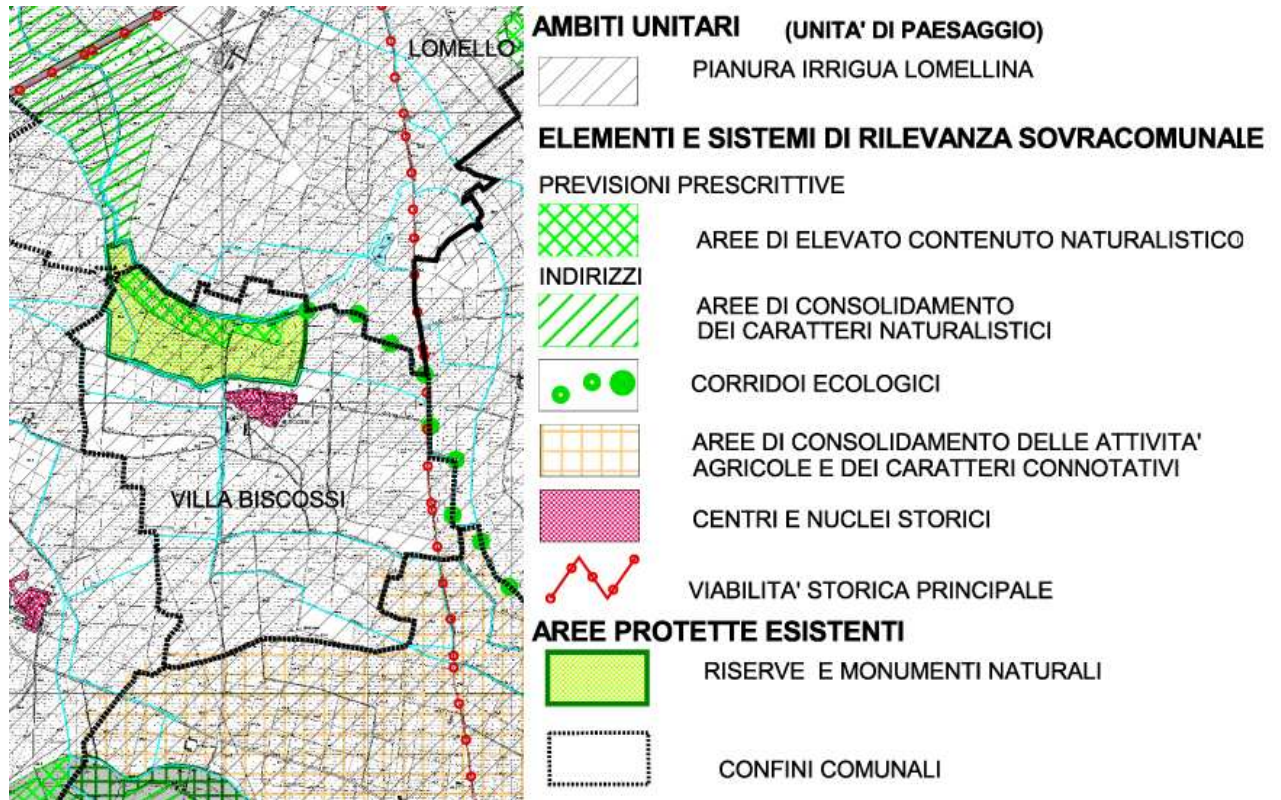 LOMELLO
VILLA BISCOSSI
AMBITI UNITARI (UNITA' DI PAESAGGIO)
PIANURA IRRIGUA LOMELLINA
ELEMENTI E SISTEMI DI RILEVANZA SOVRACOMUNALE
PREVISIONI PRESCRITTIVE
AREE DI ELEVATO CONTENUTO NATURALISTICO
INDIRIZZI
AREE DI CONSOLIDAMENTO
DEI CARATTERI NATURALISTICI
CORRIDOI ECOLOGICI
AREE DI CONSOLIDAMENTO DELLE ATTIVITA'
AGRICOLE E DEI CARATTERI CONNOTATIVI
CENTRI E NUCLEI STORICI
VIABILITA' STORICA PRINCIPALE
AREE PROTETTE ESISTENTI
RISERVE E MONUMENTI NATURALI
CONFINI COMUNALI